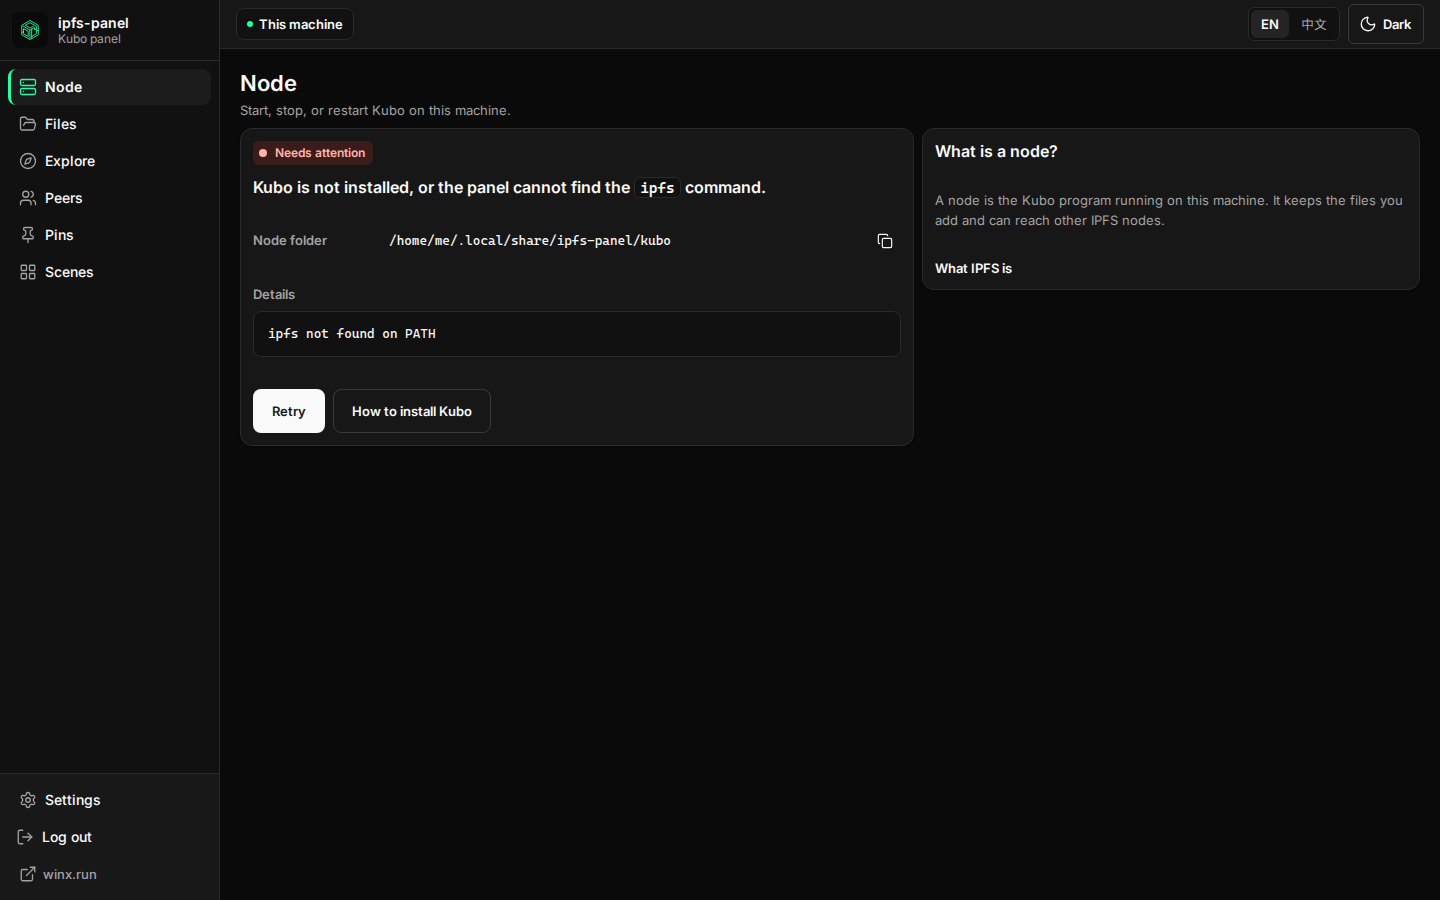 ipfs-panel
Kubo panel
Node
Files
Explore
Peers
Pins
Scenes
Settings
Log out
winx.run
This machine
EN
中文
Dark
Node
Start, stop, or restart Kubo on this machine.
Needs attention
Kubo is not installed, or the panel cannot find the ipfs command.
Node folder
/home/me/.local/share/ipfs-panel/kubo
Details
ipfs not found on PATH
Retry
How to install Kubo
What is a node?
A node is the Kubo program running on this machine. It keeps the files you
add and can reach other IPFS nodes.
What IPFS is